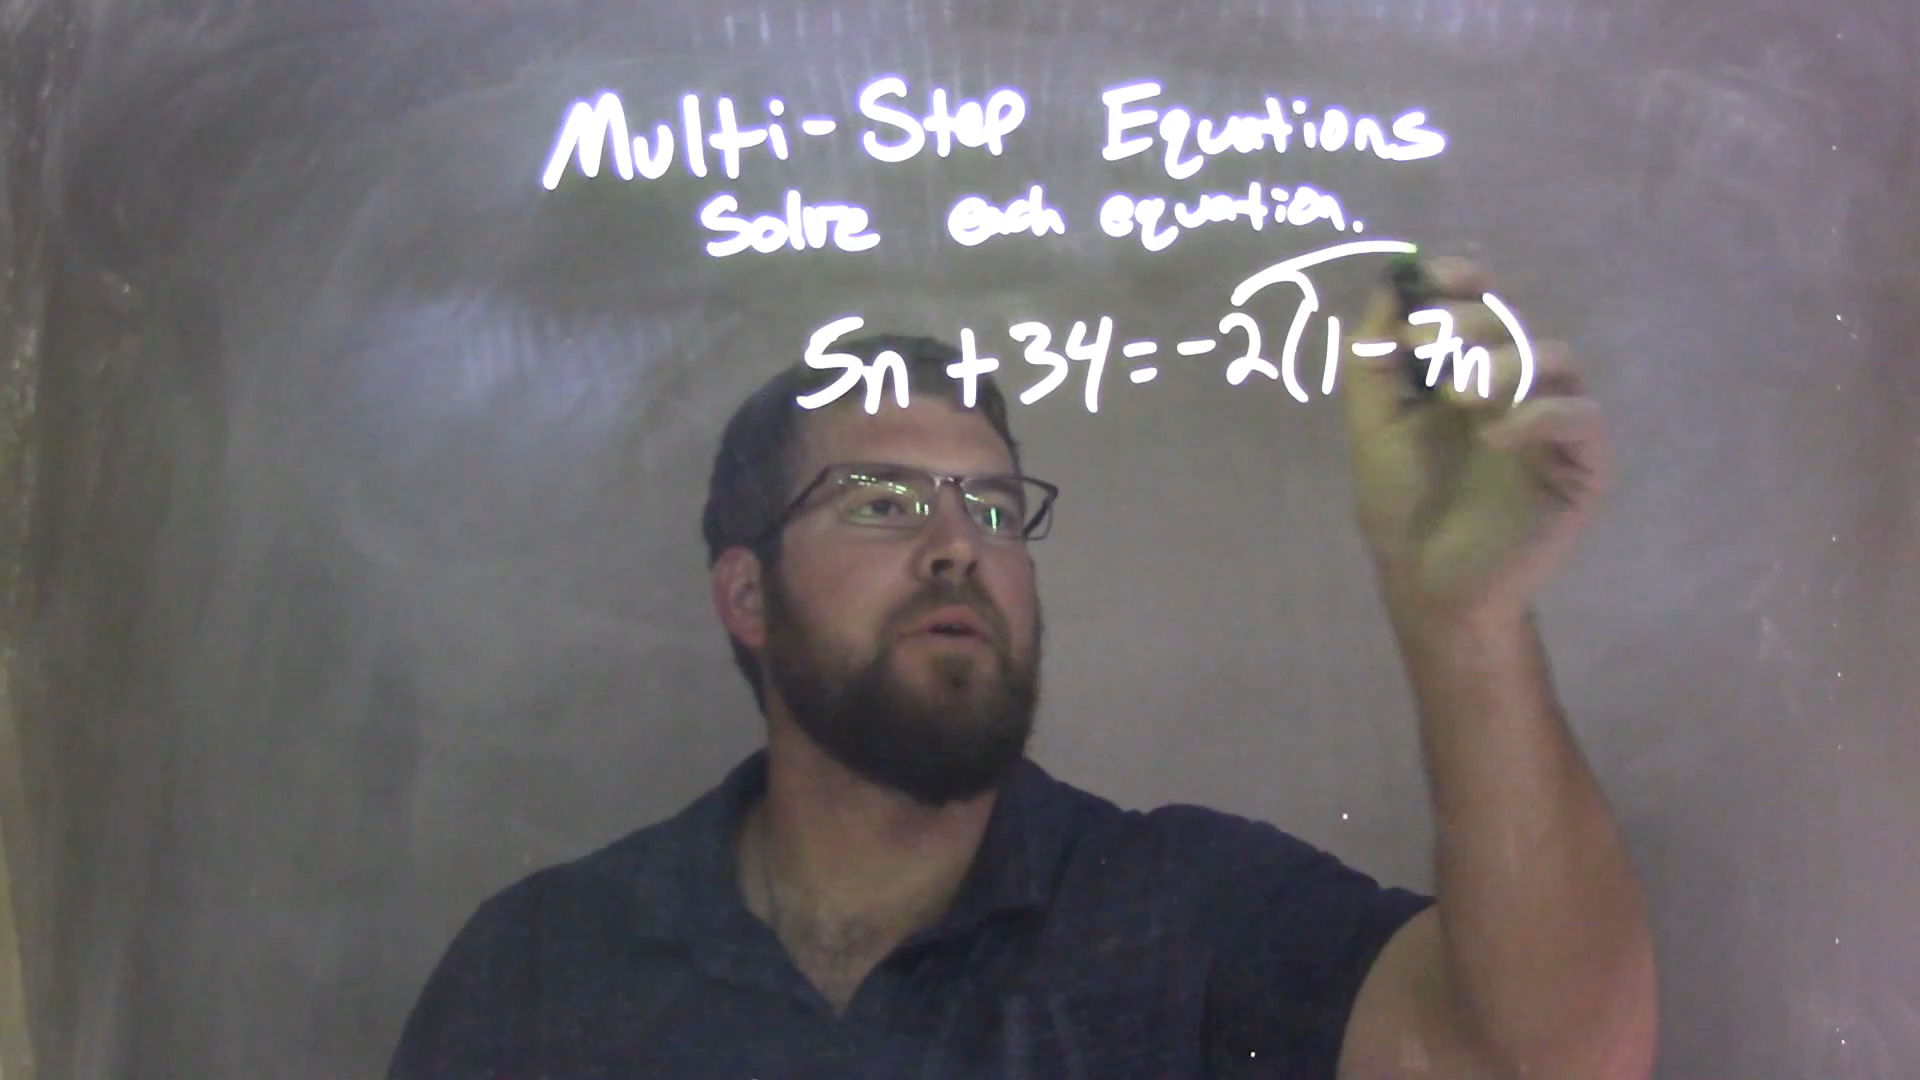 Multi-Step Equations
Solve each equation.
5n+34=-2(1-7n)